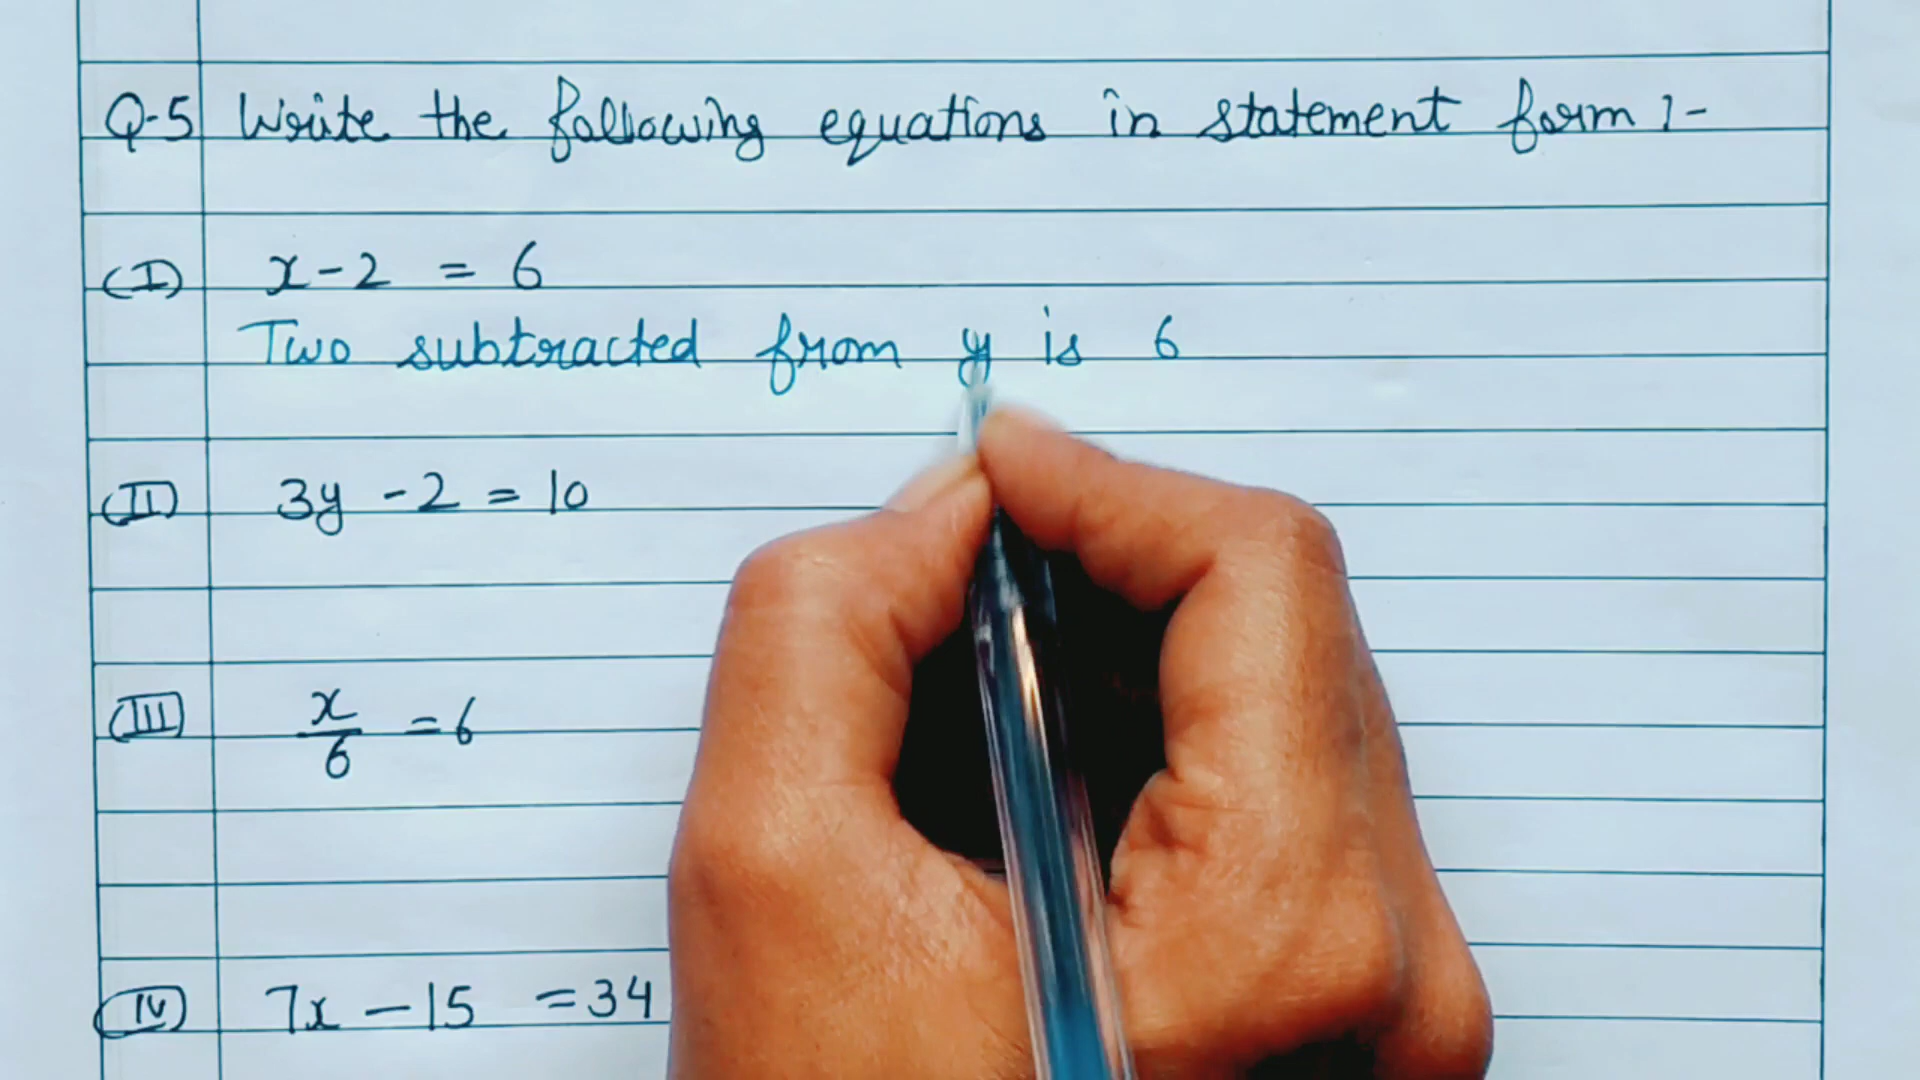 Q-5 Write the following equations in statement form :-
(I) x-2 = 6
Two subtracted from y is 6
(II) 3y - 2 = 10
(III) x/6 = 6
(IV) 7x - 15 = 34